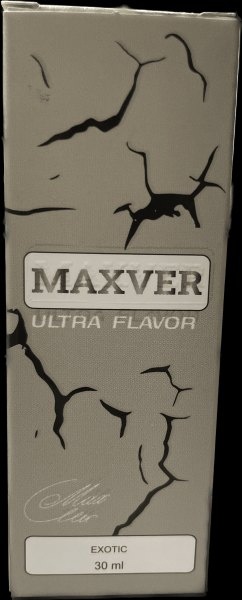 MAXVER
ULTRA FLAVOR
EXOTIC
30 ml